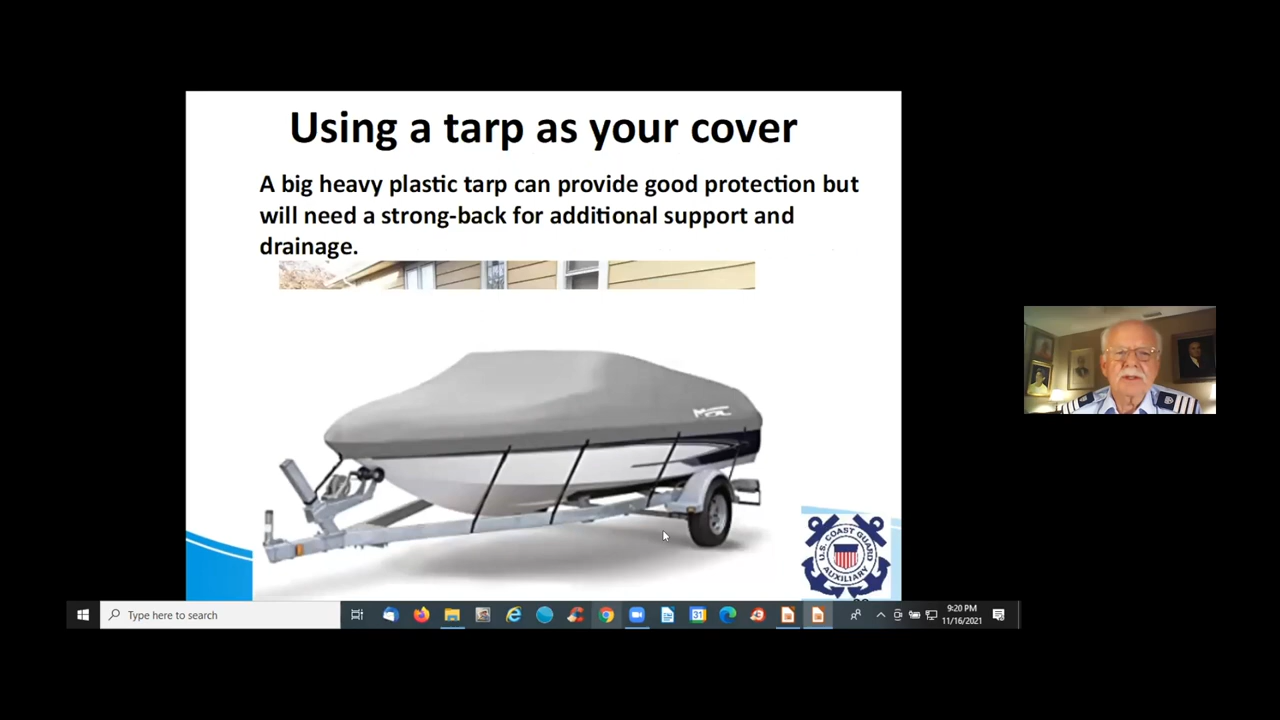 Using a tarp as your cover
A big heavy plastic tarp can provide good protection but
will need a strong-back for additional support and
drainage.
U.S. COAST GUARD
AUXILIARY
Type here to search
31
9:20 PM
11/16/2021